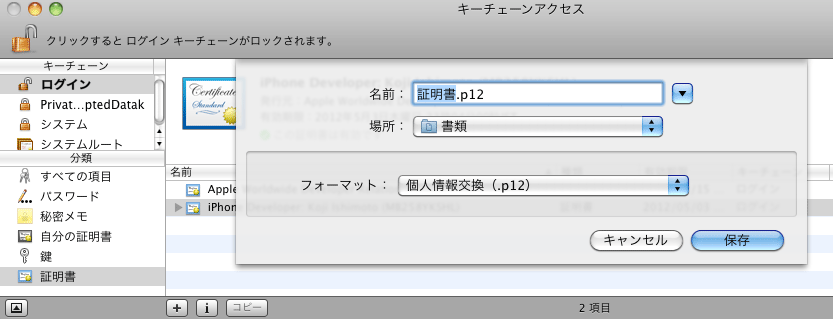 キーチェーンアクセス
クリックすると ログイン キーチェーンがロックされます。
キーチェーン
ログイン
Privat...ptedDatak
システム
システムルート
分類
すべての項目
パスワード
秘密メモ
自分の証明書
鍵
証明書
Certificate
Standard
iPhone Developer:
名前：
証明書.p12
場所：
書類
フォーマット：
個人情報交換（.p12）
キャンセル
保存
名前
Apple
iPhone Developer:
コピー
2 項目